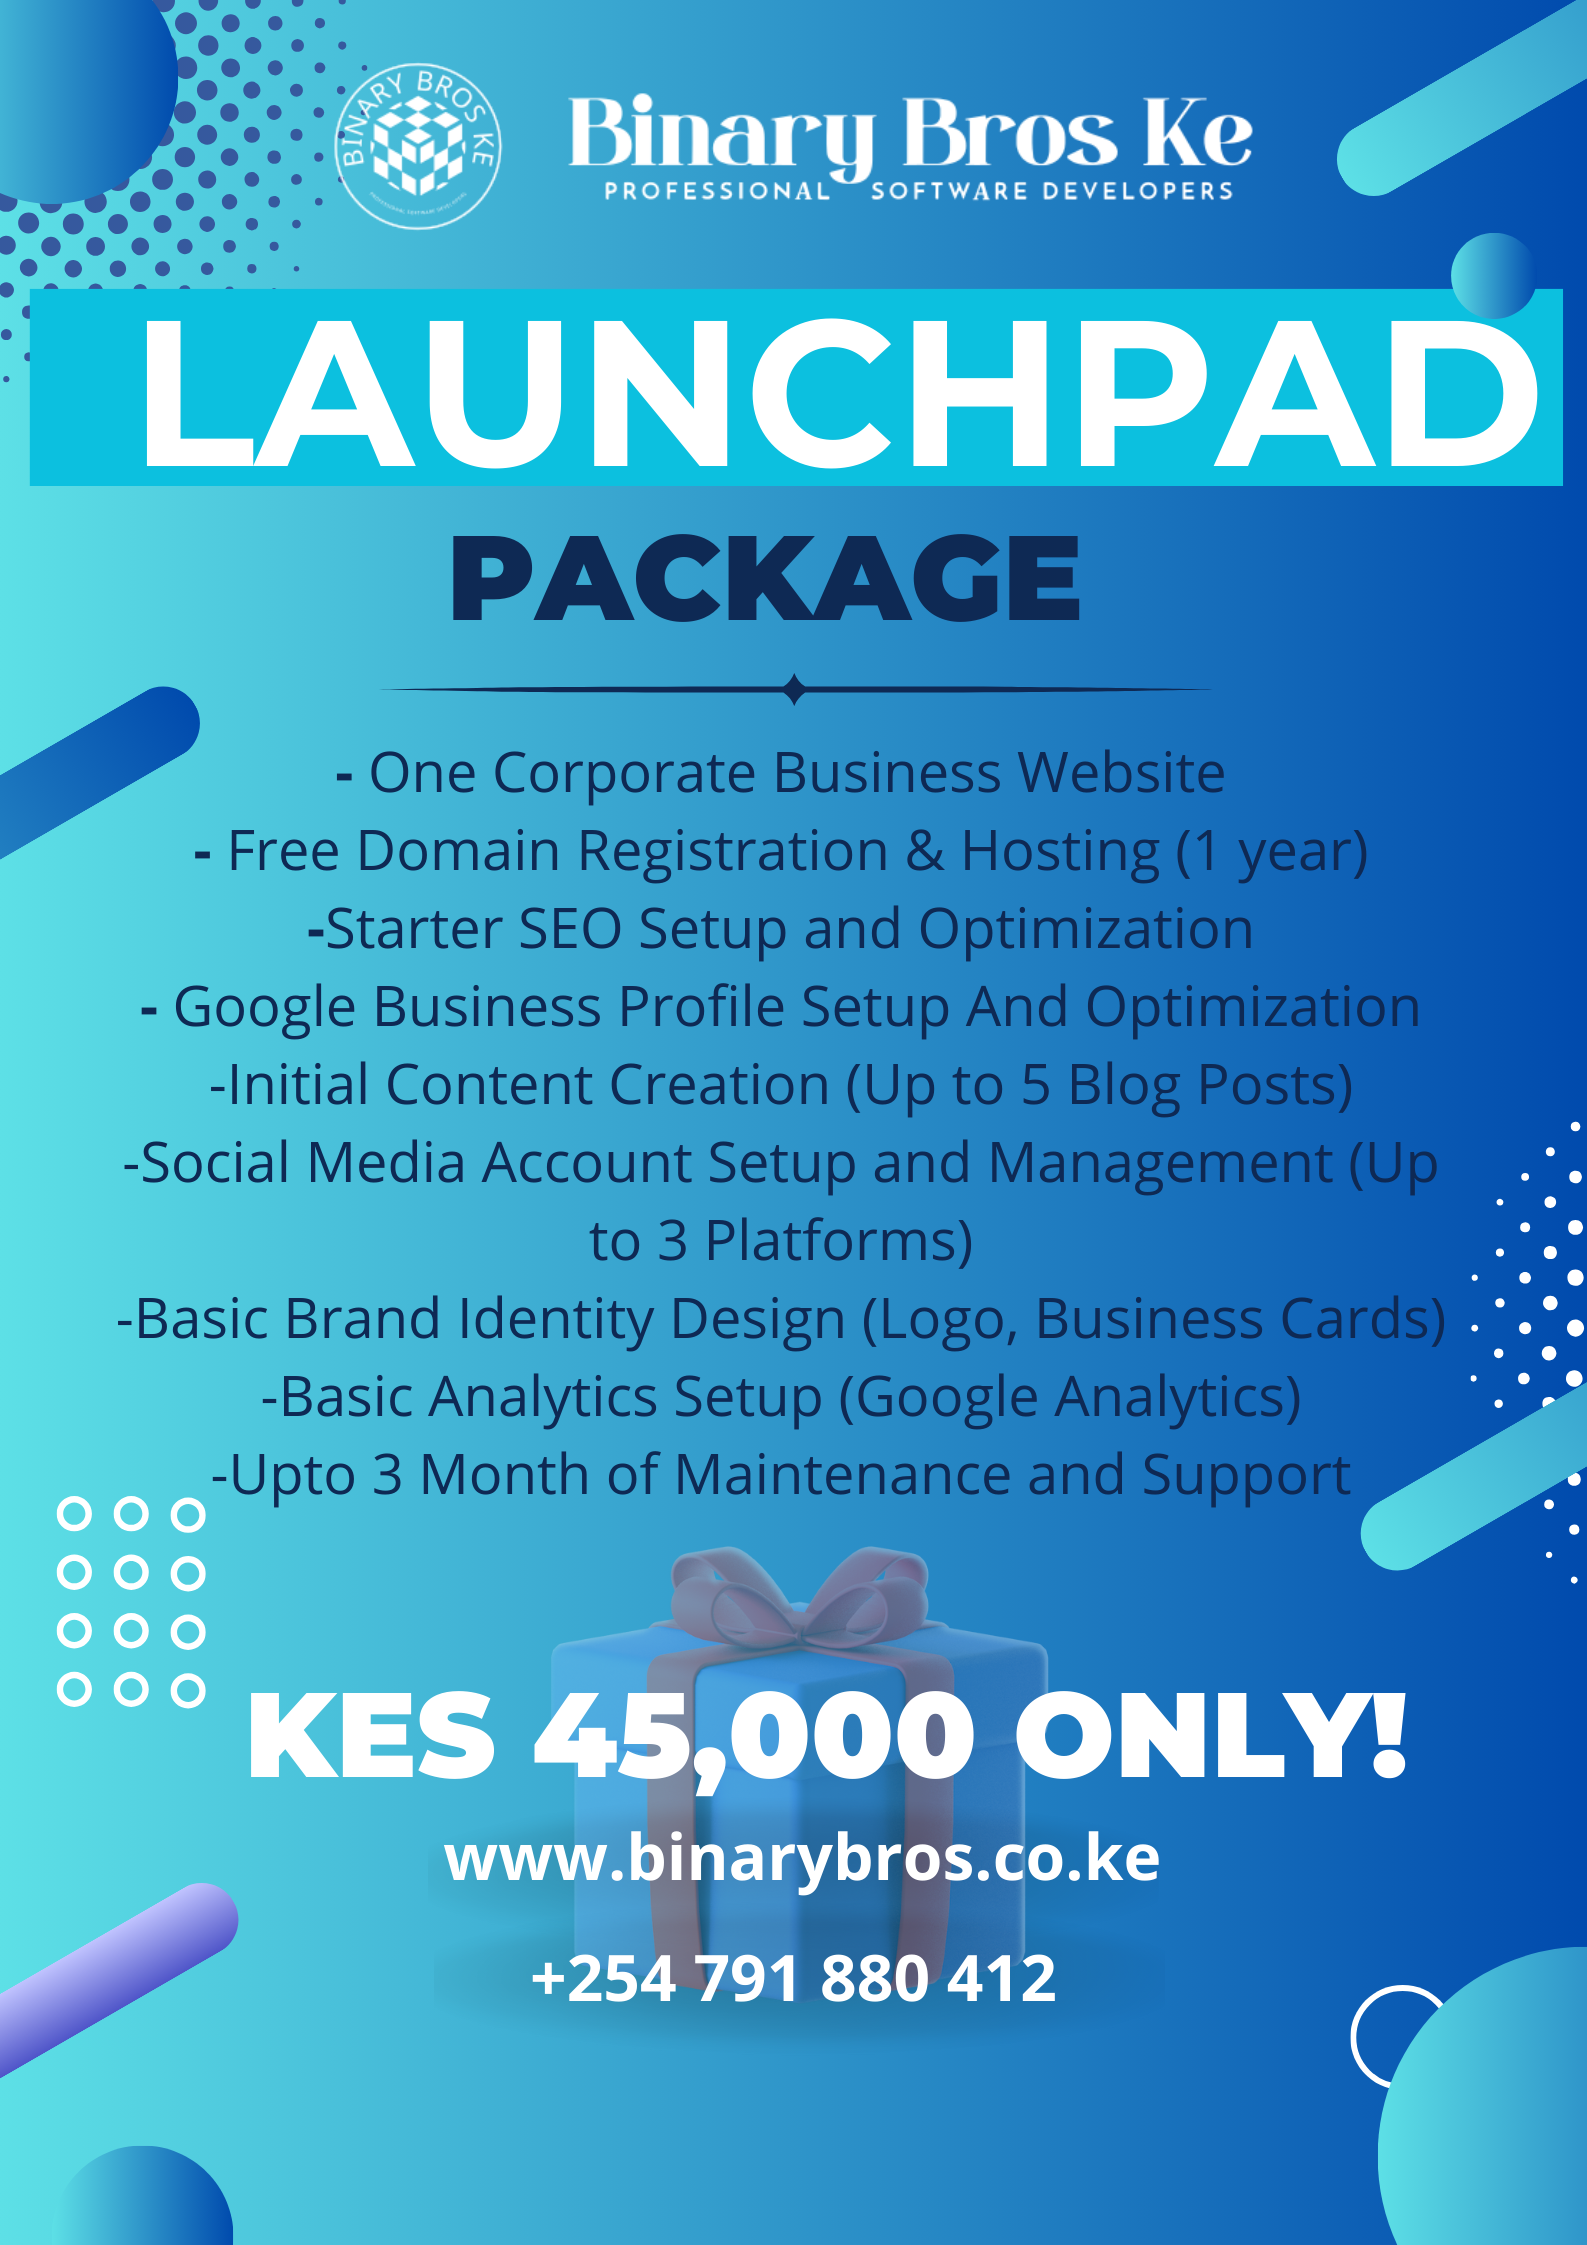 BINARY BROS KE
PROFESSIONAL SOFTWARE DEVELOPERS
Binary Bros Ke
PROFESSIONAL SOFTWARE DEVELOPERS
LAUNCHPAD
PACKAGE
- One Corporate Business Website
- Free Domain Registration & Hosting (1 year)
-Starter SEO Setup and Optimization
- Google Business Profile Setup And Optimization
-Initial Content Creation (Up to 5 Blog Posts)
-Social Media Account Setup and Management (Up
to 3 Platforms)
-Basic Brand Identity Design (Logo, Business Cards)
-Basic Analytics Setup (Google Analytics)
-Upto 3 Month of Maintenance and Support
KES 45,000 ONLY!
www.binarybros.co.ke
+254 791 880 412